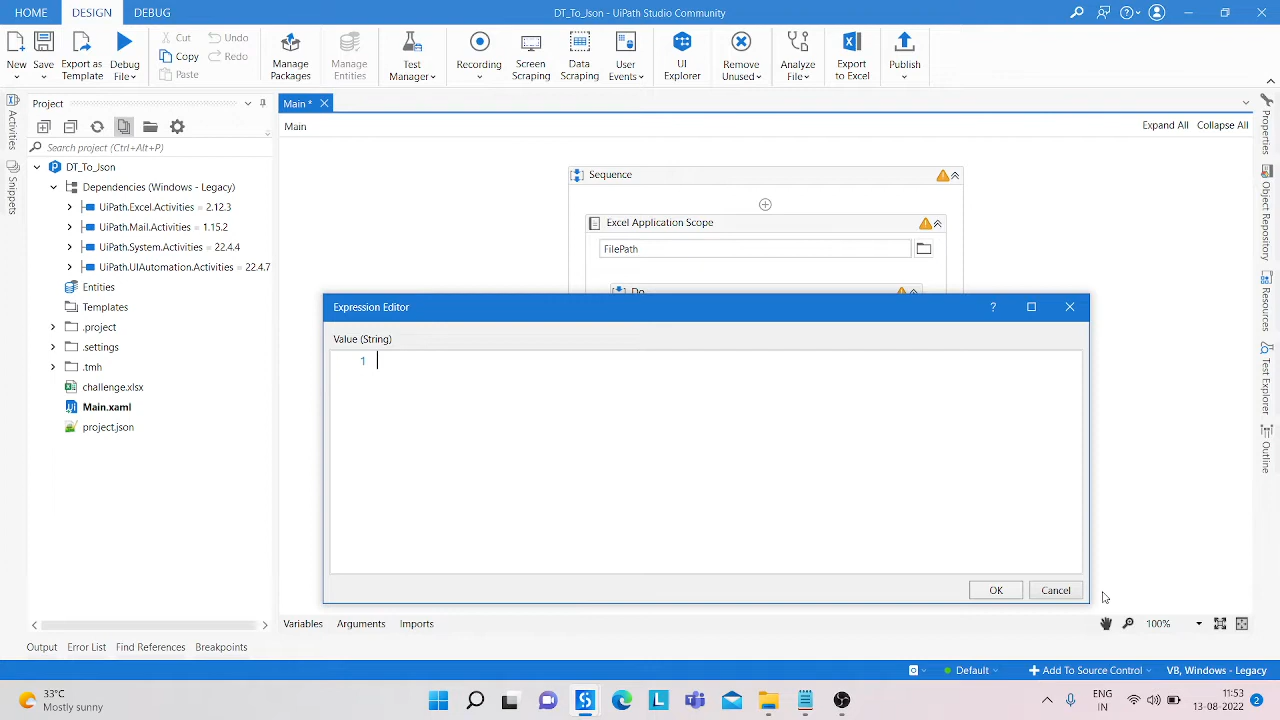 HOME DESIGN DEBUG DT_To_Json - UiPath Studio Community
New Save Export as Template Debug File Cut Copy Paste Undo Redo Manage Packages Manage Entities Test Manager Recording Screen Scraping Data Scraping User Events UI Explorer Remove Unused Analyze File Export to Excel Publish
Project
Main *
Main
Expand All Collapse All
Search project (Ctrl+Alt+P)
DT_To_Json
Dependencies (Windows - Legacy)
UiPath.Excel.Activities = 2.12.3
UiPath.Mail.Activities = 1.15.2
UiPath.System.Activities = 22.4.4
UiPath.UIAutomation.Activities = 22.4.7
Entities
Templates
.project
.settings
.tmh
challenge.xlsx
Main.xaml
project.json
Activities
Snippets
Sequence
Excel Application Scope
FilePath
Do
Expression Editor
?
Value (String)
1
OK Cancel
Properties
Object Repository
Resources
Test Explorer
Outline
Variables Arguments Imports
100%
Output Error List Find References Breakpoints
Default Add To Source Control VB, Windows - Legacy
33°C
Mostly sunny
ENG
IN
11:53
13-08-2022
2